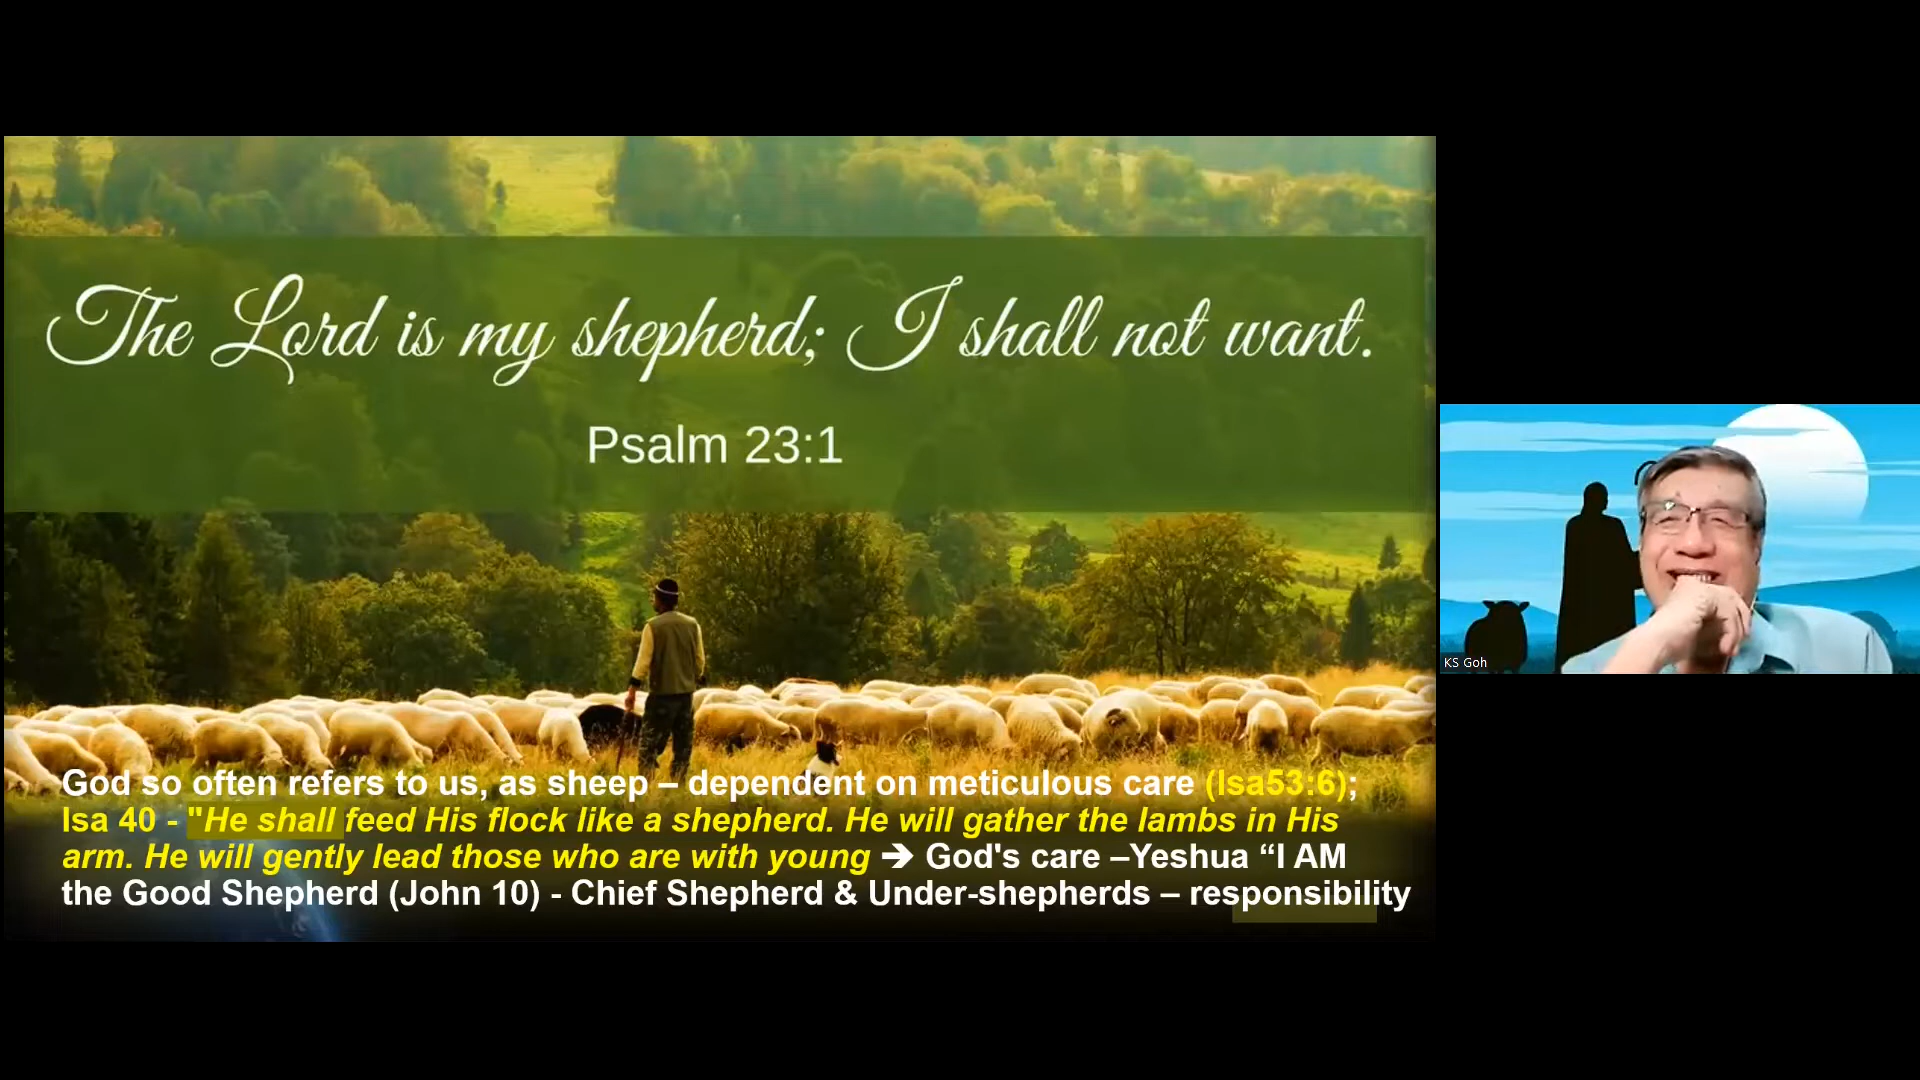 The Lord is my shepherd; I shall not want.
Psalm 23:1
God so often refers to us, as sheep – dependent on meticulous care (Isa53:6);
Isa 40 - "He shall feed His flock like a shepherd. He will gather the lambs in His
arm. He will gently lead those who are with young ➔ God's care –Yeshua “I AM
the Good Shepherd (John 10) - Chief Shepherd & Under-shepherds – responsibility
KS Goh